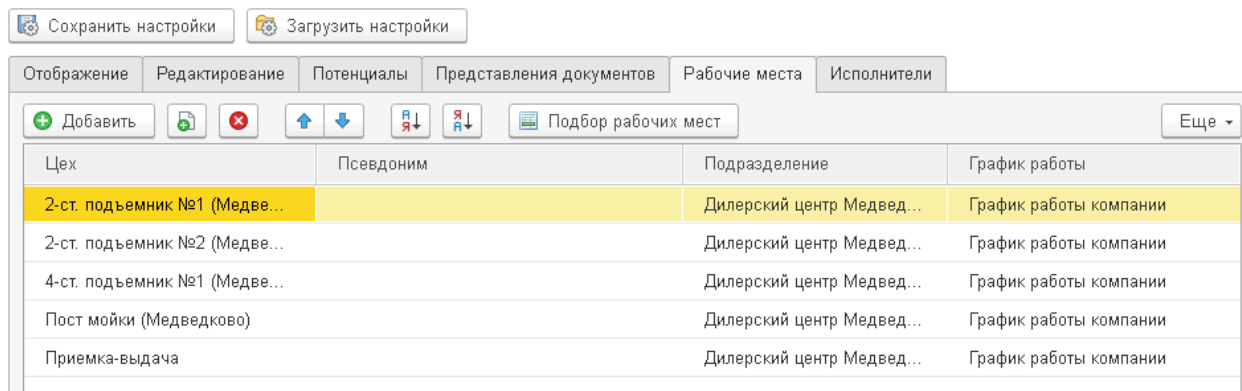 Сохранить настройки Загрузить настройки
Отображение Редактирование Потенциалы Представления документов Рабочие места Исполнители
Добавить Подбор рабочих мест Еще
Цех Псевдоним Подразделение График работы
2-ст. подъемник №1 (Медве... Дилерский центр Медвед... График работы компании
2-ст. подъемник №2 (Медве... Дилерский центр Медвед... График работы компании
4-ст. подъемник №1 (Медве... Дилерский центр Медвед... График работы компании
Пост мойки (Медведково) Дилерский центр Медвед... График работы компании
Приемка-выдача Дилерский центр Медвед... График работы компании